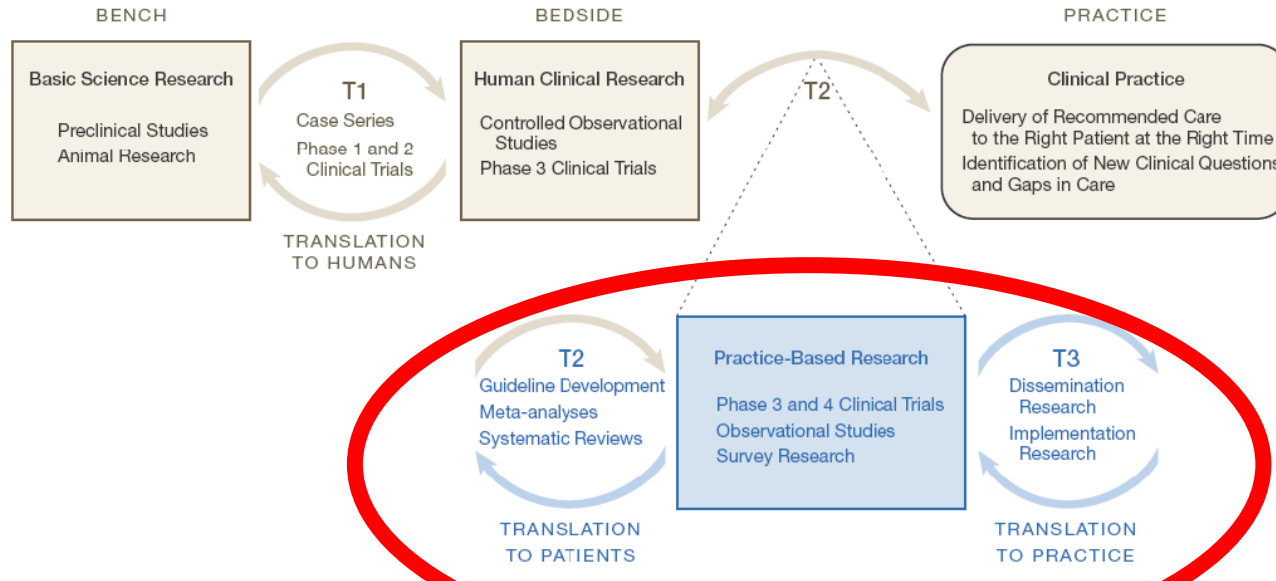 BENCH
BEDSIDE
PRACTICE
Basic Science Research
Preclinical Studies
Animal Research
T1
Case Series
Phase 1 and 2
Clinical Trials
TRANSLATION
TO HUMANS
Human Clinical Research
Controlled Observational
Studies
Phase 3 Clinical Trials
T2
Clinical Practice
Delivery of Recommended Care
to the Right Patient at the Right Time
Identification of New Clinical Questions
and Gaps in Care
T2
Guideline Development
Meta-analyses
Systematic Reviews
TRANSLATION
TO PATIENTS
Practice-Based Research
Phase 3 and 4 Clinical Trials
Observational Studies
Survey Research
T3
Dissemination
Research
Implementation
Research
TRANSLATION
TO PRACTICE